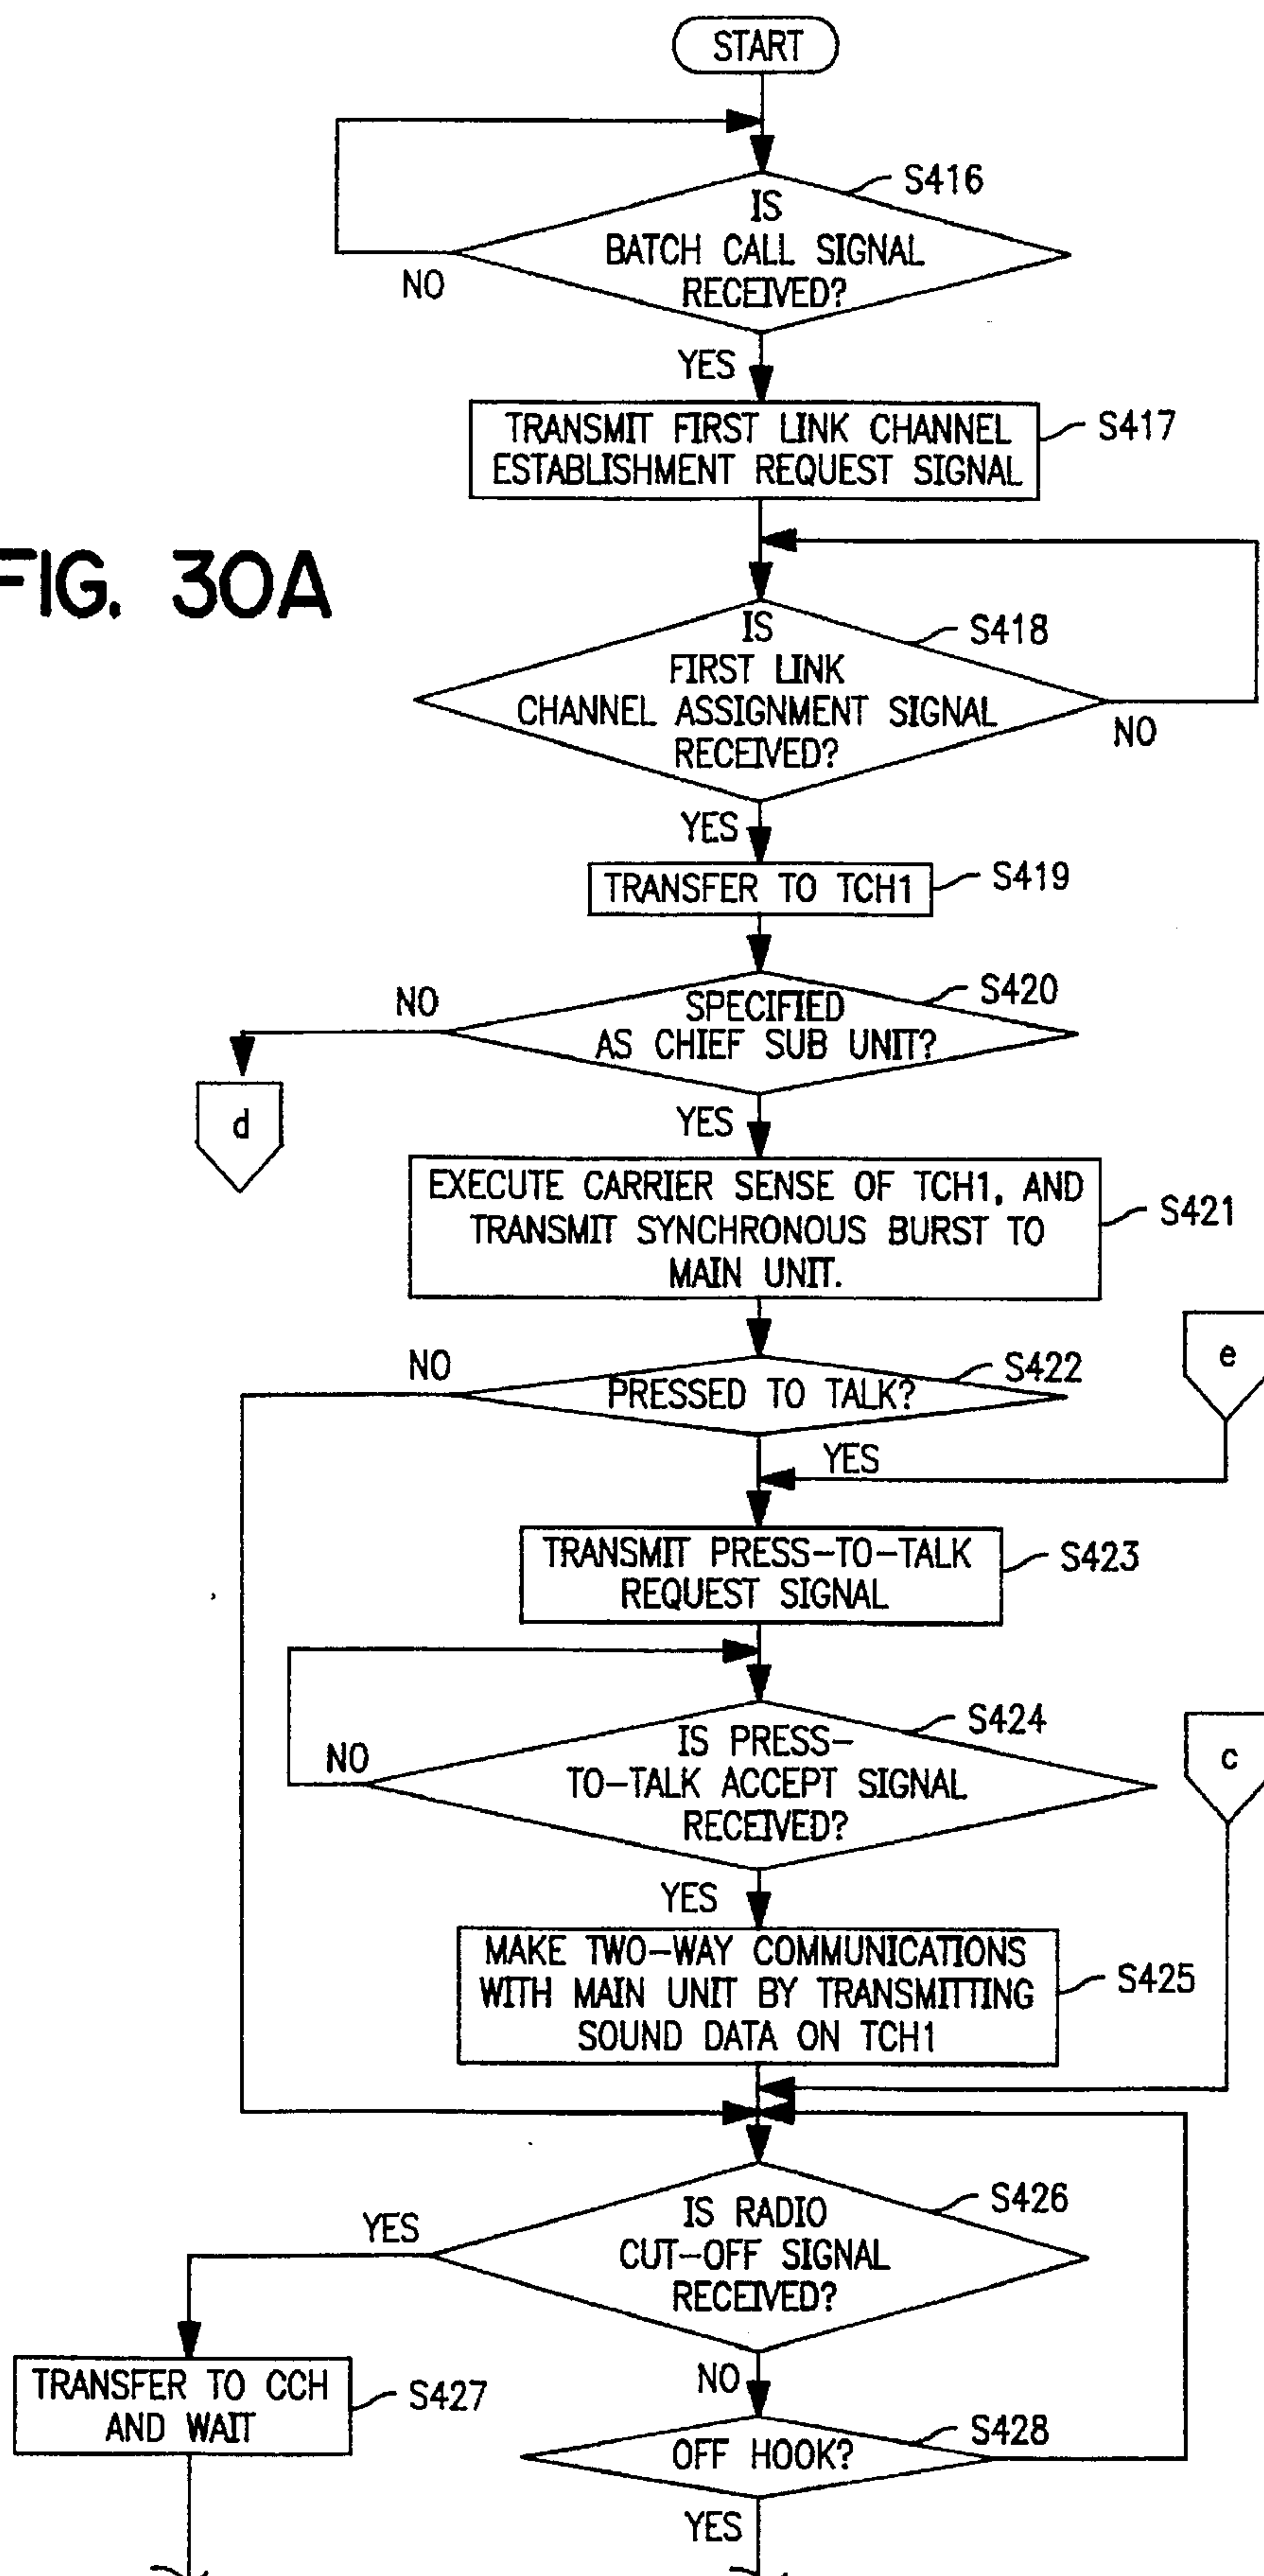 START
S416
IS
BATCH CALL SIGNAL
RECEIVED?
NO
YES
TRANSMIT FIRST LINK CHANNEL
ESTABLISHMENT REQUEST SIGNAL
S417
FIG. 30A
IS
FIRST LINK
CHANNEL ASSIGNMENT SIGNAL
RECEIVED?
S418
NO
YES
TRANSFER TO TCH1
S419
NO
SPECIFIED
AS CHIEF SUB UNIT?
S420
d
YES
EXECUTE CARRIER SENSE OF TCH1, AND
TRANSMIT SYNCHRONOUS BURST TO
MAIN UNIT.
S421
NO
PRESSED TO TALK?
S422
e
YES
TRANSMIT PRESS-TO-TALK
REQUEST SIGNAL
S423
IS PRESS-
TO-TALK ACCEPT SIGNAL
RECEIVED?
S424
NO
c
YES
MAKE TWO-WAY COMMUNICATIONS
WITH MAIN UNIT BY TRANSMITTING
SOUND DATA ON TCH1
S425
IS RADIO
CUT-OFF SIGNAL
RECEIVED?
S426
YES
TRANSFER TO CCH
AND WAIT
S427
NO
OFF HOOK?
S428
YES